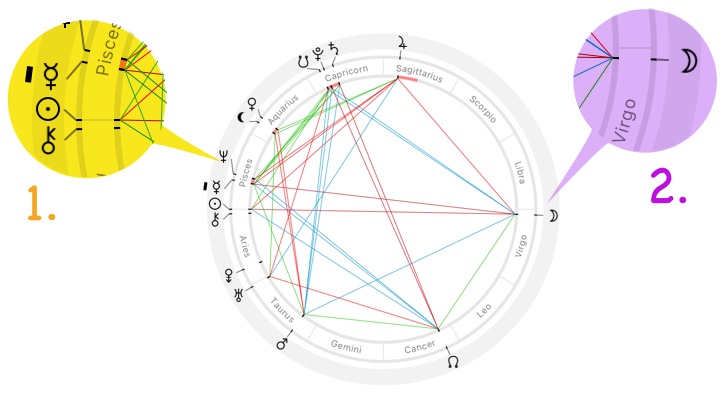 Pisces
1.
Virgo
2.
Capricorn
Sagittarius
Aquarius
Scorpio
Pisces
Libra
Aries
Virgo
Taurus
Leo
Gemini
Cancer